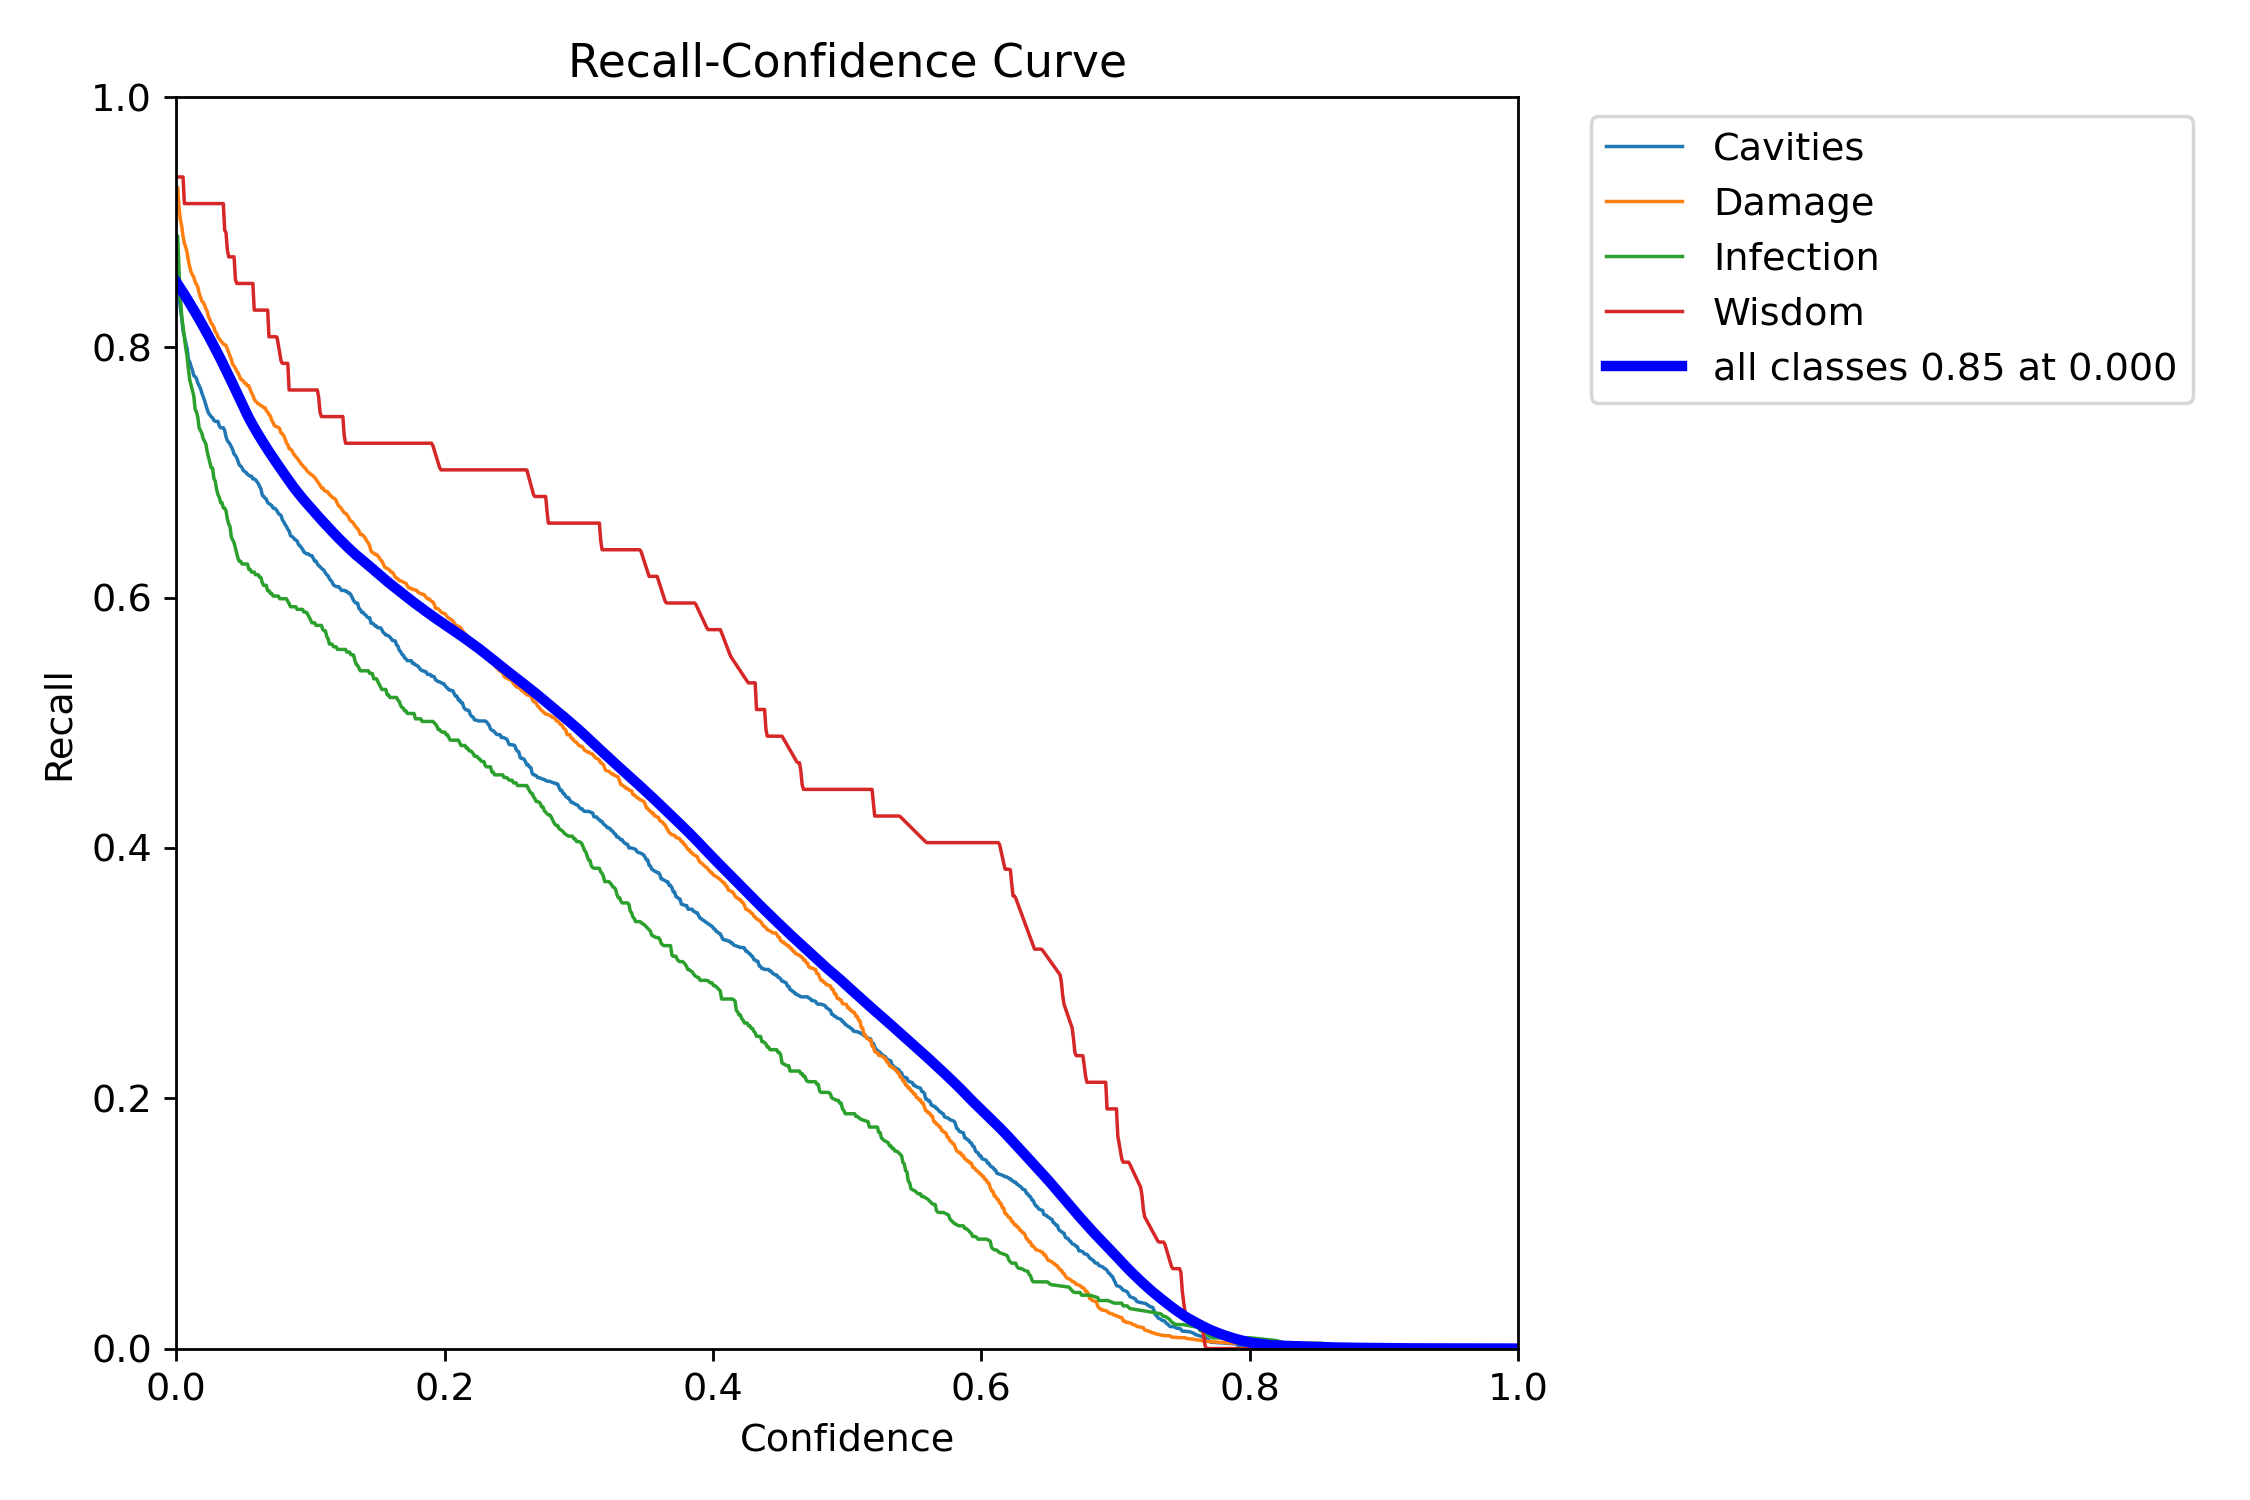 Recall-Confidence Curve
1.0
0.8
0.6
0.4
0.2
0.0
Recall
0.0 0.2 0.4 0.6 0.8 1.0
Confidence
Cavities
Damage
Infection
Wisdom
all classes 0.85 at 0.000